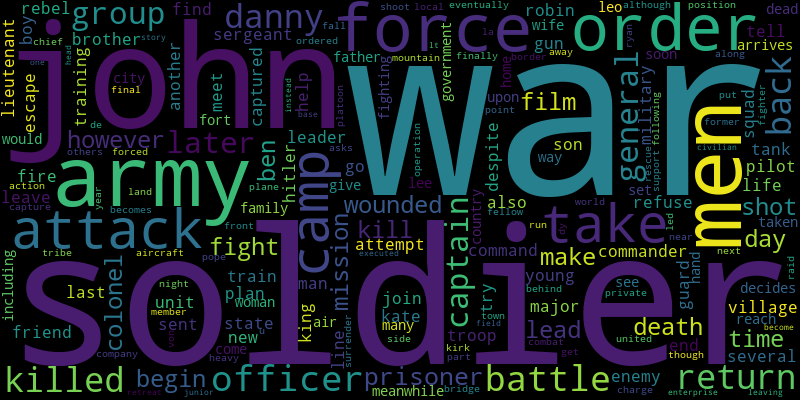 rebel group danny force order leo although position
boy brother find robin wife dead
lieutenant john story sergeant fall shoot local eventually tell
chief ordered gun soon along arrives
one head training another captured father finally la ryan back
escape city final meet help mountain lt away border general military
army fort instead base platoon fighting government home film squad
de however later leader upon point son despite following
would others forced ben hitler asks operation way tank former fighter
fire action land plane go lee life pilot civilian
leave capture year becomes family give also set rescue support refuse shot
attack camp wounded country fellow world men taken
tribe aircraft front fight kill captain take day led near
including colonel pope mission attempt command make commander next raid
last night train man executed try young behind see guard hand decides
soldier unit member plan woman king air join kate troop major private village reach become
friend sent state new u many side town field lead death time
company heavy come line surrender kirk part combat get united end though several
killed begin officer prisoner battle enemy return
retreat junior meanwhile bridge charge enterprise leaving
war run